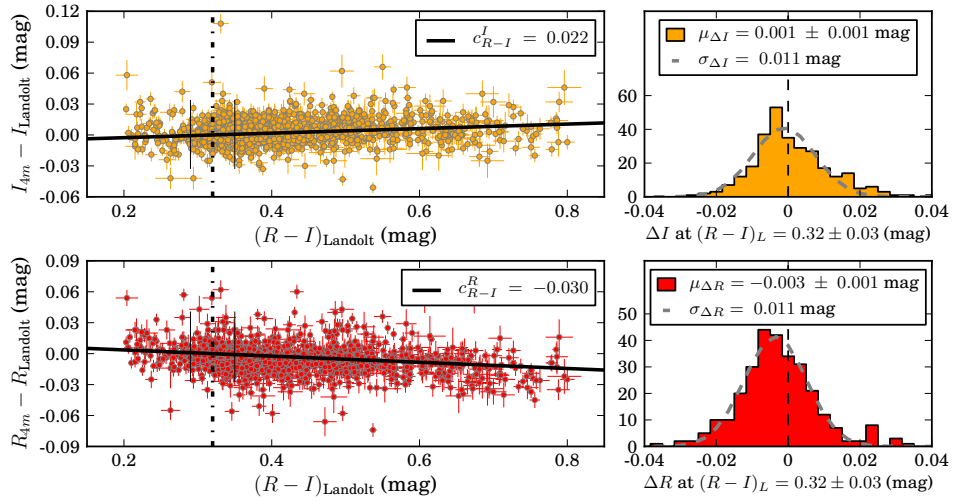 0.12
0.09
0.06
0.03
0.00
-0.03
-0.06
I_{4m} − I_{Landolt} (mag)
c^{I}_{R−I} = 0.022
0.2 0.4 0.6 0.8
(R − I)_{Landolt} (mag)
μ_{ΔI} = 0.001 ± 0.001 mag
σ_{ΔI} = 0.011 mag
60
40
20
0
-0.04 -0.02 0 0.02 0.04
ΔI at (R − I)_L = 0.32 ± 0.03 (mag)
0.09
0.06
0.03
0.00
-0.03
-0.06
-0.09
R_{4m} − R_{Landolt} (mag)
c^{R}_{R−I} = −0.030
0.2 0.4 0.6 0.8
(R − I)_{Landolt} (mag)
μ_{ΔR} = −0.003 ± 0.001 mag
σ_{ΔR} = 0.011 mag
50
40
30
20
10
0
-0.04 -0.02 0 0.02 0.04
ΔR at (R − I)_L = 0.32 ± 0.03 (mag)